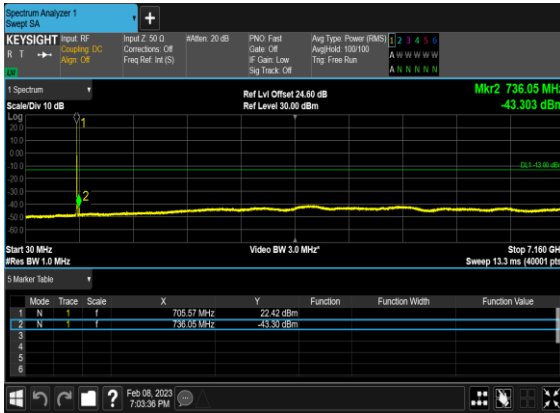 Spectrum Analyzer 1
Swept SA
+
KEYSIGHT Input: RF Input Z: 50 Ω #Atten: 20 dB PNO: Fast Avg Type: Power (RMS) 1 2 3 4 5 6
R T Coupling: DC Corrections: Off Gate: Off Avg|Hold: 100/100 A W W W W W
Align: Off Freq Ref: Int (S) IF Gain: Low Trig: Free Run
Sig Track: Off A N N N N N
1 Spectrum Ref Lvl Offset 24.60 dB Mkr2 736.05 MHz
Scale/Div 10 dB Ref Level 30.00 dBm -43.303 dBm
Log
20.0
10.0
0.00
-10.0
-20.0
-30.0
-40.0
-50.0
-60.0
1
2
DL1 -13.00 dBm
Start 30 MHz Video BW 3.0 MHz* Stop 7.160 GHz
#Res BW 1.0 MHz Sweep 13.3 ms (40001 pts)
5 Marker Table
Mode Trace Scale X Y Function Function Width Function Value
1 N 1 f 705.57 MHz 22.42 dBm
2 N 1 f 736.05 MHz -43.30 dBm
3
4
5
6
? Feb 08, 2023
7:03:36 PM